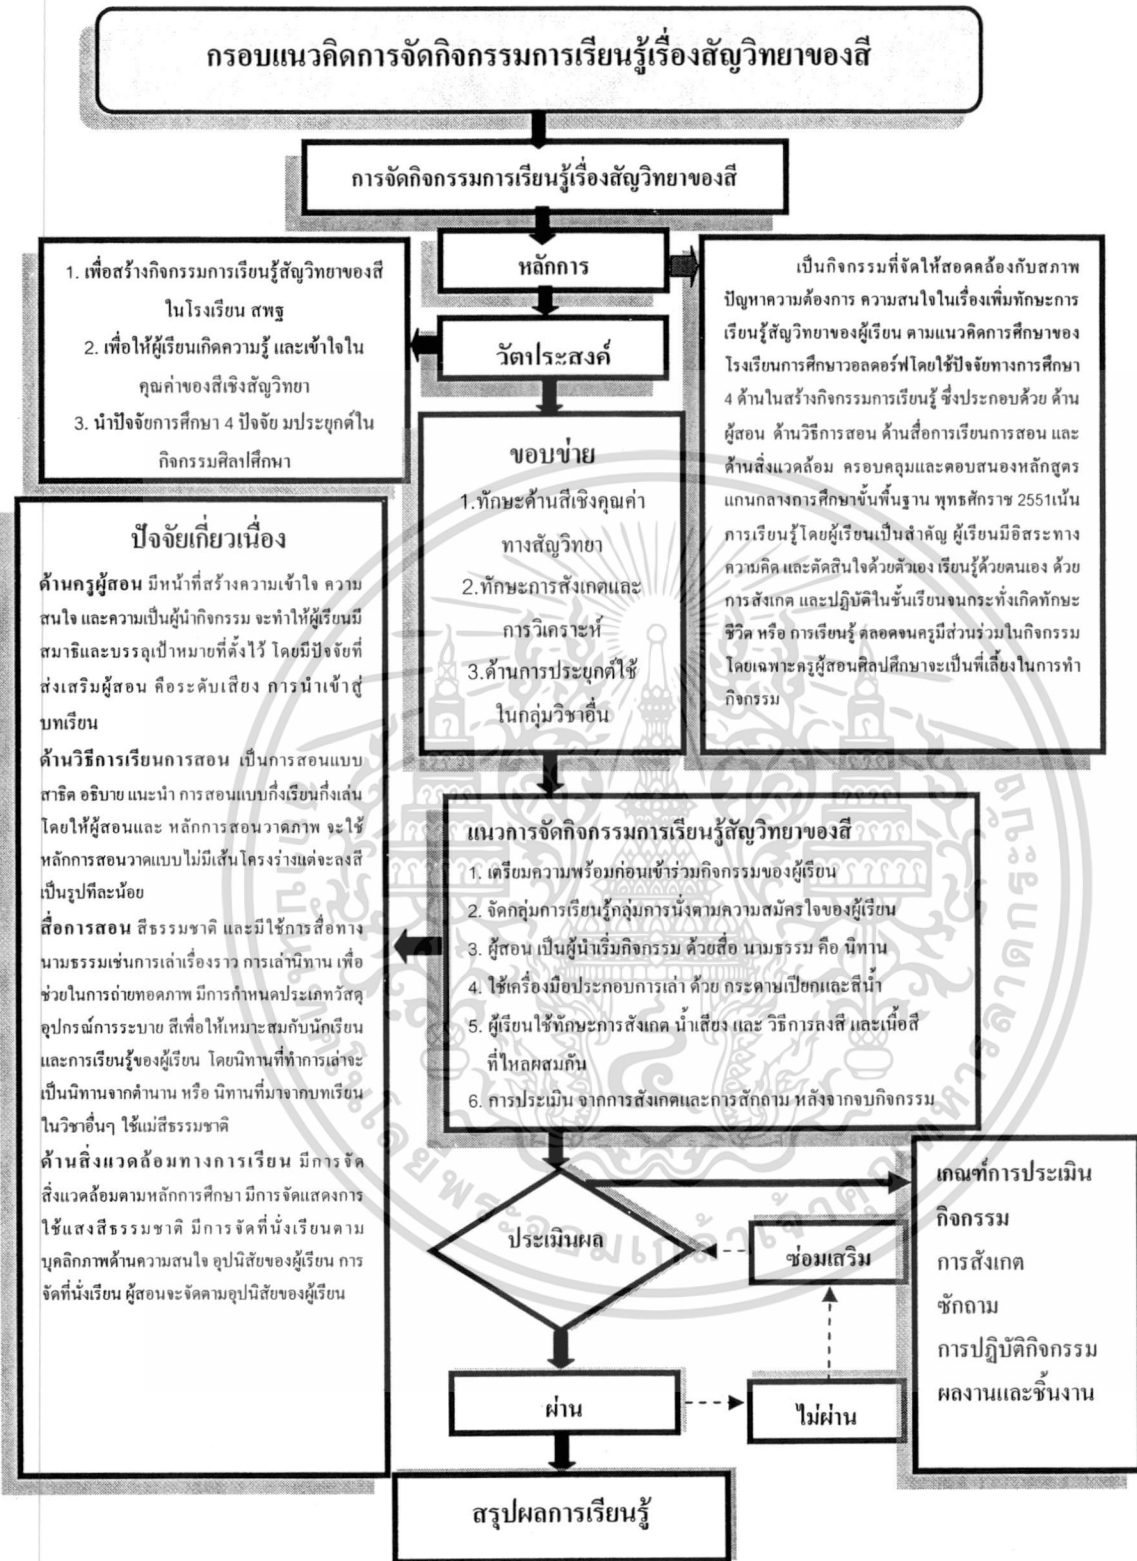 กรอบแนวคิดการจัดกิจกรรมการเรียนรู้เรื่องสัญวิทยาของสี
การจัดกิจกรรมการเรียนรู้เรื่องสัญวิทยาของสี
หลักการ
เป็นกิจกรรมที่จัดให้สอดคล้องกับสภาพ
ปัญหาความต้องการ ความสนใจในเรื่องเพิ่มทักษะการ
เรียนรู้สัญวิทยาของผู้เรียน ตามแนวคิดการศึกษาของ
โรงเรียนการศึกษาวอลดอร์ฟโดยใช้ปัจจัยทางการศึกษา
4 ด้านในสร้างกิจกรรมการเรียนรู้ ซึ่งประกอบด้วย ด้าน
ผู้สอน ด้านวิธีการสอน ด้านสื่อการเรียนการสอน และ
ด้านสิ่งแวดล้อม ครอบคลุมและตอบสนองหลักสูตร
แกนกลางการศึกษาขั้นพื้นฐาน พุทธศักราช 2551เน้น
การเรียนรู้โดยผู้เรียนเป็นสำคัญ ผู้เรียนมีอิสระทาง
ความคิด และตัดสินใจด้วยตัวเอง เรียนรู้ด้วยตนเอง ด้วย
การสังเกต และปฏิบัติในชั้นเรียนจนกระทั่งเกิดทักษะ
ชีวิต หรือ การเรียนรู้ ตลอดจนครูมีส่วนร่วมในกิจกรรม
โดยเฉพาะครูผู้สอนศิลปศึกษาจะเป็นพี่เลี้ยงในการทำ
กิจกรรม
วัตาประสงค์
1. เพื่อสร้างกิจกรรมการเรียนรู้สัญวิทยาของสี
ในโรงเรียน สพฐ
2. เพื่อให้ผู้เรียนเกิดความรู้ และเข้าใจใน
คุณค่าของสีเชิงสัญวิทยา
3. นำปัจจัยการศึกษา 4 ปัจจัย มประยุกต์ใน
กิจกรรมศิลาปศึกษา
ขอบข่าย
1.ทักษะด้านสีเชิงคุณค่า
ทางสัญวิทยา
2.ทักษะการสังเกตและ
การวิเคราะห์
3.ด้านการประยุกต์ใช้
ในกลุ่มวิชาอื่น
ปัจจัยเกี่ยวเนื่อง
ด้านครูผู้สอน มีหน้าที่สร้างความเข้าใจ ความ
สนใจ และความเป็นผู้นำกิจกรรม จะทำให้ผู้เรียนมี
สมาธิและบรรลุเป้าหมายที่ตั้งไว้ โดยมีปัจจัยที่
ส่งเสริมผู้สอน คือระดับเสียง การนำเข้าสู่
บทเรียน
ด้านวิธีการเรียนการสอน เป็นการสอนแบบ
สาธิต อธิบาย แนะนำ การสอนแบบกึ่งเรียนกึ่งเล่น
โดยให้ผู้สอนและ หลักการสอนวาดภาพ จะใช้
หลักการสอนวาดแบบไม่มีเส้นโครงร่างแต่จะลงสี
เป็นรูปทีละน้อย
สื่อการสอน สีธรรมชาติ และมีใช้การสื่อทาง
นามธรรมเช่นการเล่าเรื่องราว การเล่านิทาน เพื่อ
ช่วยในการถ่ายทอดภาพ มีการกำหนดประเภทวัสดุ
อุปกรณ์การระบาย สีเพื่อให้เหมาะสมกับนักเรียน
และการเรียนรู้ของผู้เรียน โดยนิทานที่ทำการเล่าจะ
เป็นนิทานจากตำนาน หรือ นิทานที่มาจากบทเรียน
ในวิชาอื่นๆ ใช้แม่สีธรรมชาติ
ด้านสิ่งแวดล้อมทางการเรียน มีการจัด
สิ่งแวดล้อมตามหลักการศึกษา มีการจัดแสดงการ
ใช้แสงสีธรรมชาติ มีการจัดที่นั่งเรียนตาม
บุคลิกภาพด้านความสนใจ อุปนิสัยของผู้เรียน การ
จัดที่นั่งเรียน ผู้สอนจะจัดตามอุปนิสัยของผู้เรียน
แนวการจัดกิจกรรมการเรียนรู้สัญวิทยาของสี
1. เตรียมความพร้อมก่อนเข้าร่วมกิจกรรมของผู้เรียน
2. จัดกลุ่มการเรียนรู้กลุ่มการนั่งตามความสมัครใจของผู้เรียน
3. ผู้สอน เป็นผู้นำเริ่มกิจกรรม ด้วยสื่อ นามธรรม คือ นิทาน
4. ใช้เครื่องมือประกอบการเล่า ด้วย กระดาษเปียกและสีน้ำ
5. ผู้เรียนใช้ทักษะการสังเกต น้ำเสียง และ วิธีการลงสี และเนื้อสี
ที่ไหลผสมกัน
6. การประเมิน จากการสังเกตและการสักถาม หลังจากจบกิจกรรม
ประเมินผล
ซ่อมเสริม
เกณฑ์การประเมิน
กิจกรรม
การสังเกต
ซักถาม
การปฏิบัติกิจกรรม
ผลงานและชิ้นงาน
ผ่าน
ไม่ผ่าน
สรุปผลการเรียนรู้
สถาบันเทคโนโลยีพระจอมเกล้าเจ้าคุณทหารลาดกระบัง